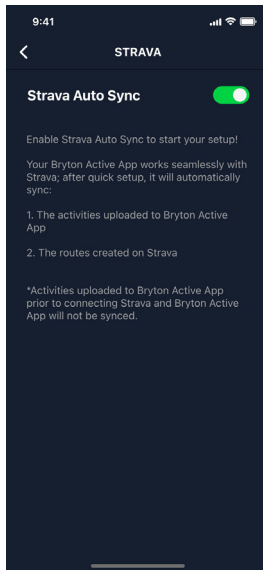 9:41
STRAVA
Strava Auto Sync
Enable Strava Auto Sync to start your setup!
Your Bryton Active App works seamlessly with
Strava; after quick setup, it will automatically
sync:
1. The activities uploaded to Bryton Active
App
2. The routes created on Strava
*Activities uploaded to Bryton Active App
prior to connecting Strava and Bryton Active
App will not be synced.